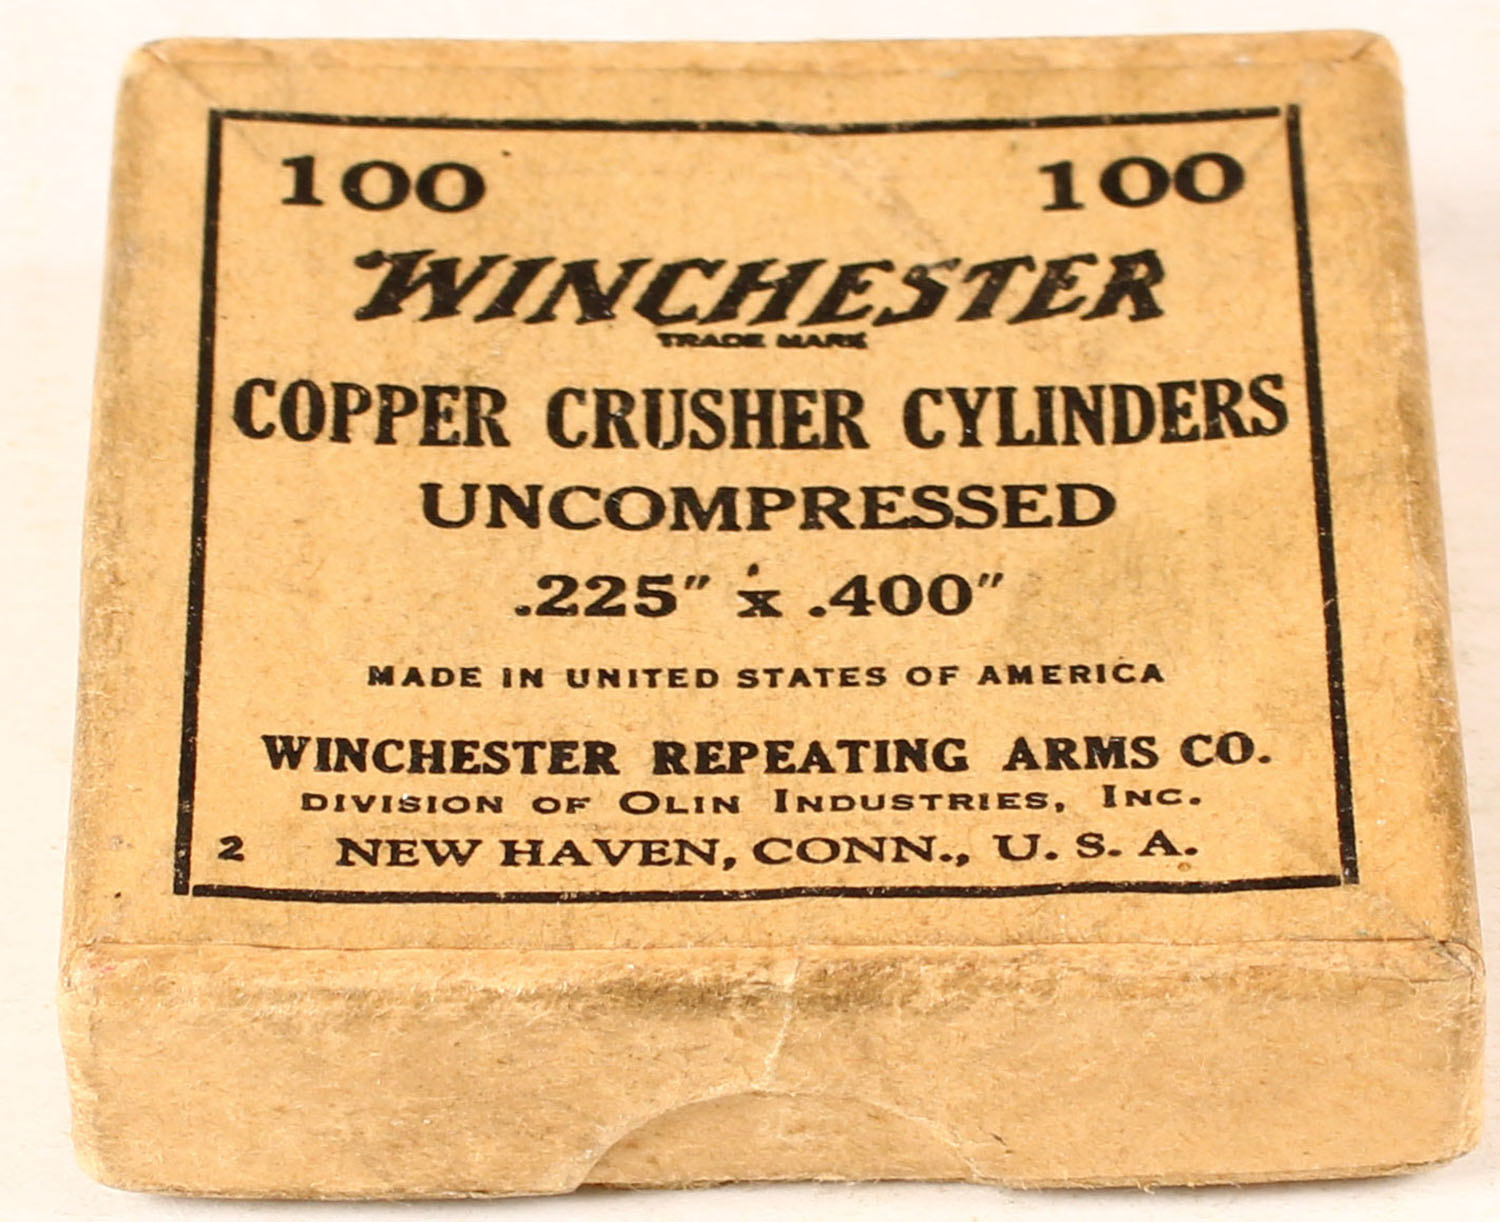 100 100
WINCHESTER
TRADE MARK
COPPER CRUSHER CYLINDERS
UNCOMPRESSED
.225" x .400"
MADE IN UNITED STATES OF AMERICA
WINCHESTER REPEATING ARMS CO.
DIVISION OF OLIN INDUSTRIES, INC.
2 NEW HAVEN, CONN., U. S. A.